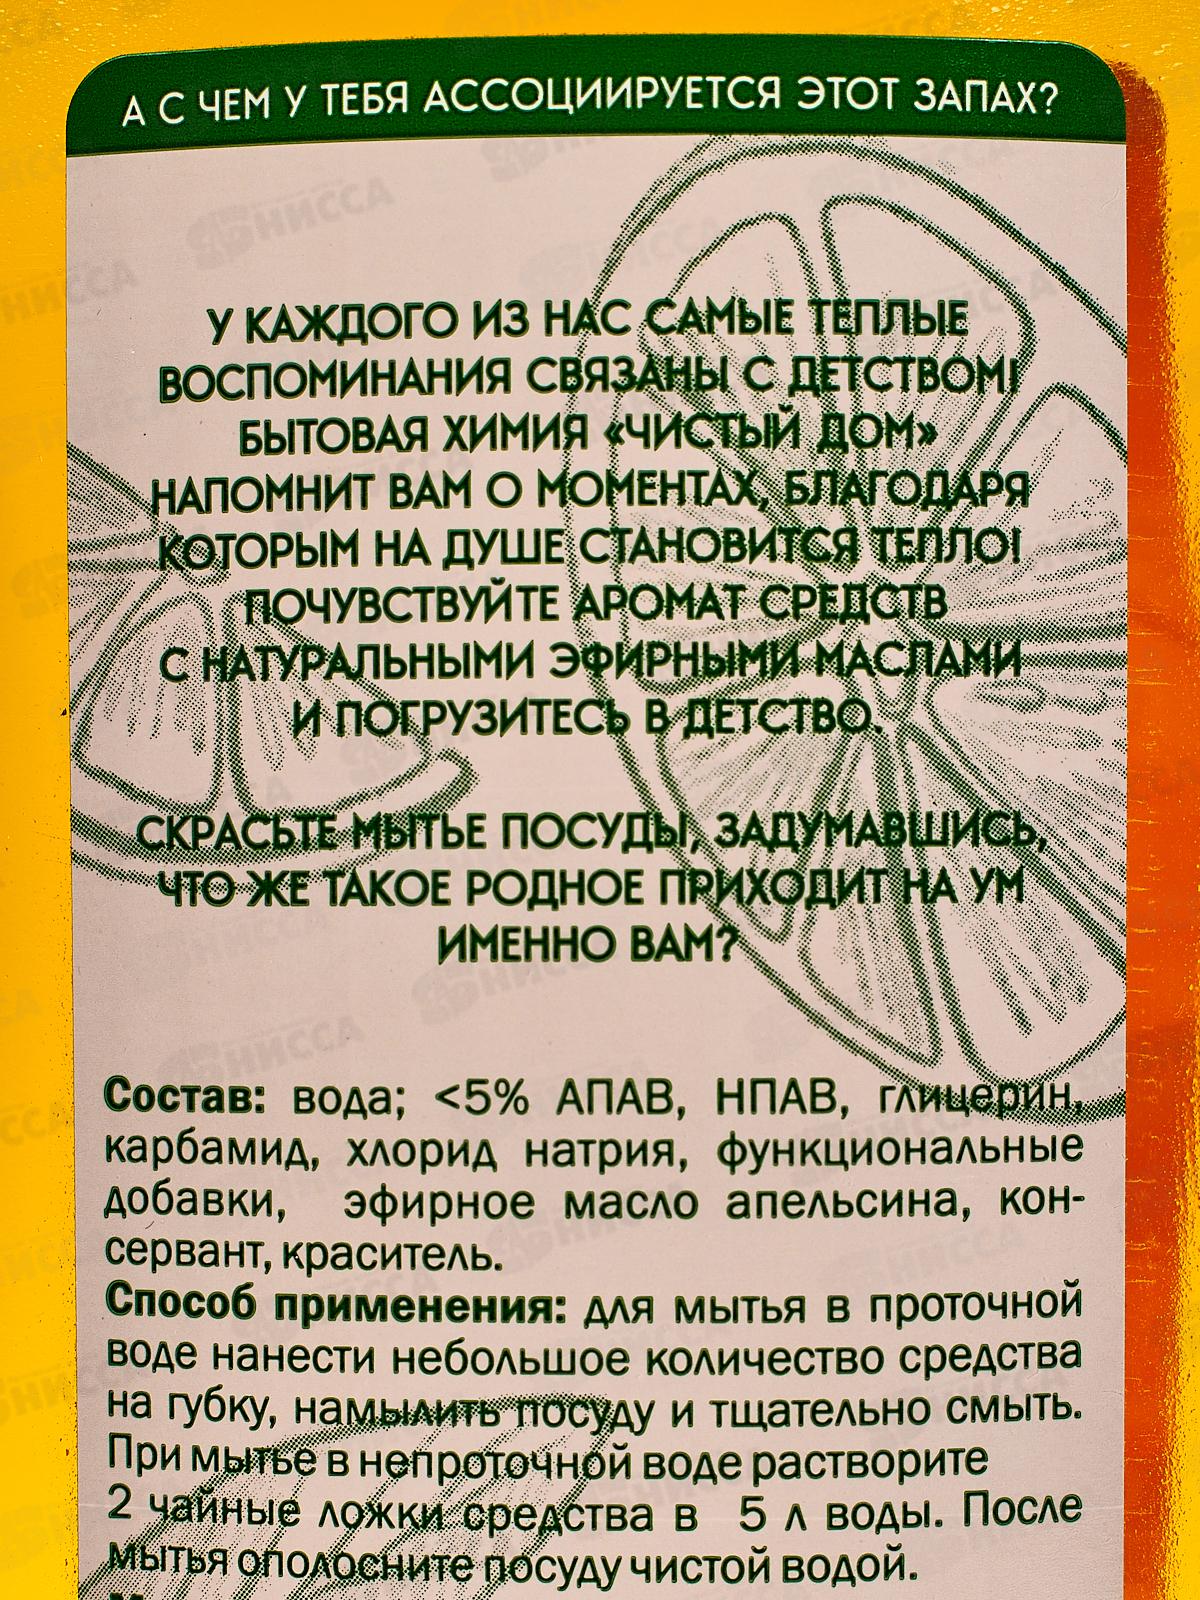 А С ЧЕМ У ТЕБЯ АССОЦИИРУЕТСЯ ЭТОТ ЗАПАХ?
У КАЖДОГО ИЗ НАС САМЫЕ ТЕПЛЫЕ
ВОСПОМИНАНИЯ СВЯЗАНЫ С ДЕТСТВОМ!
БЫТОВАЯ ХИМИЯ «ЧИСТЫЙ ДОМ»
НАПОМНИТ ВАМ О МОМЕНТАХ, БЛАГОДАРЯ
КОТОРЫМ НА ДУШЕ СТАНОВИТСЯ ТЕПЛО!
ПОЧУВСТВУЙТЕ АРОМАТ СРЕДСТВ
С НАТУРАЛЬНЫМИ ЭФИРНЫМИ МАСЛАМИ
И ПОГРУЗИТЕСЬ В ДЕТСТВО.
СКРАСЬТЕ МЫТЬЕ ПОСУДЫ, ЗАДУМАВШИСЬ,
ЧТО ЖЕ ТАКОЕ РОДНОЕ ПРИХОДИТ НА УМ
ИМЕННО ВАМ?
Состав: вода; <5% АПАВ, НПАВ, глицерин,
карбамид, хлорид натрия, функциональные
добавки, эфирное масло апельсина, кон-
сервант, краситель.
Способ применения: для мытья в проточной
воде нанести небольшое количество средства
на губку, намылить посуду и тщательно смыть.
При мытье в непроточной воде растворите
2 чайные ложки средства в 5 л воды. После
мытья ополосните посуду чистой водой.